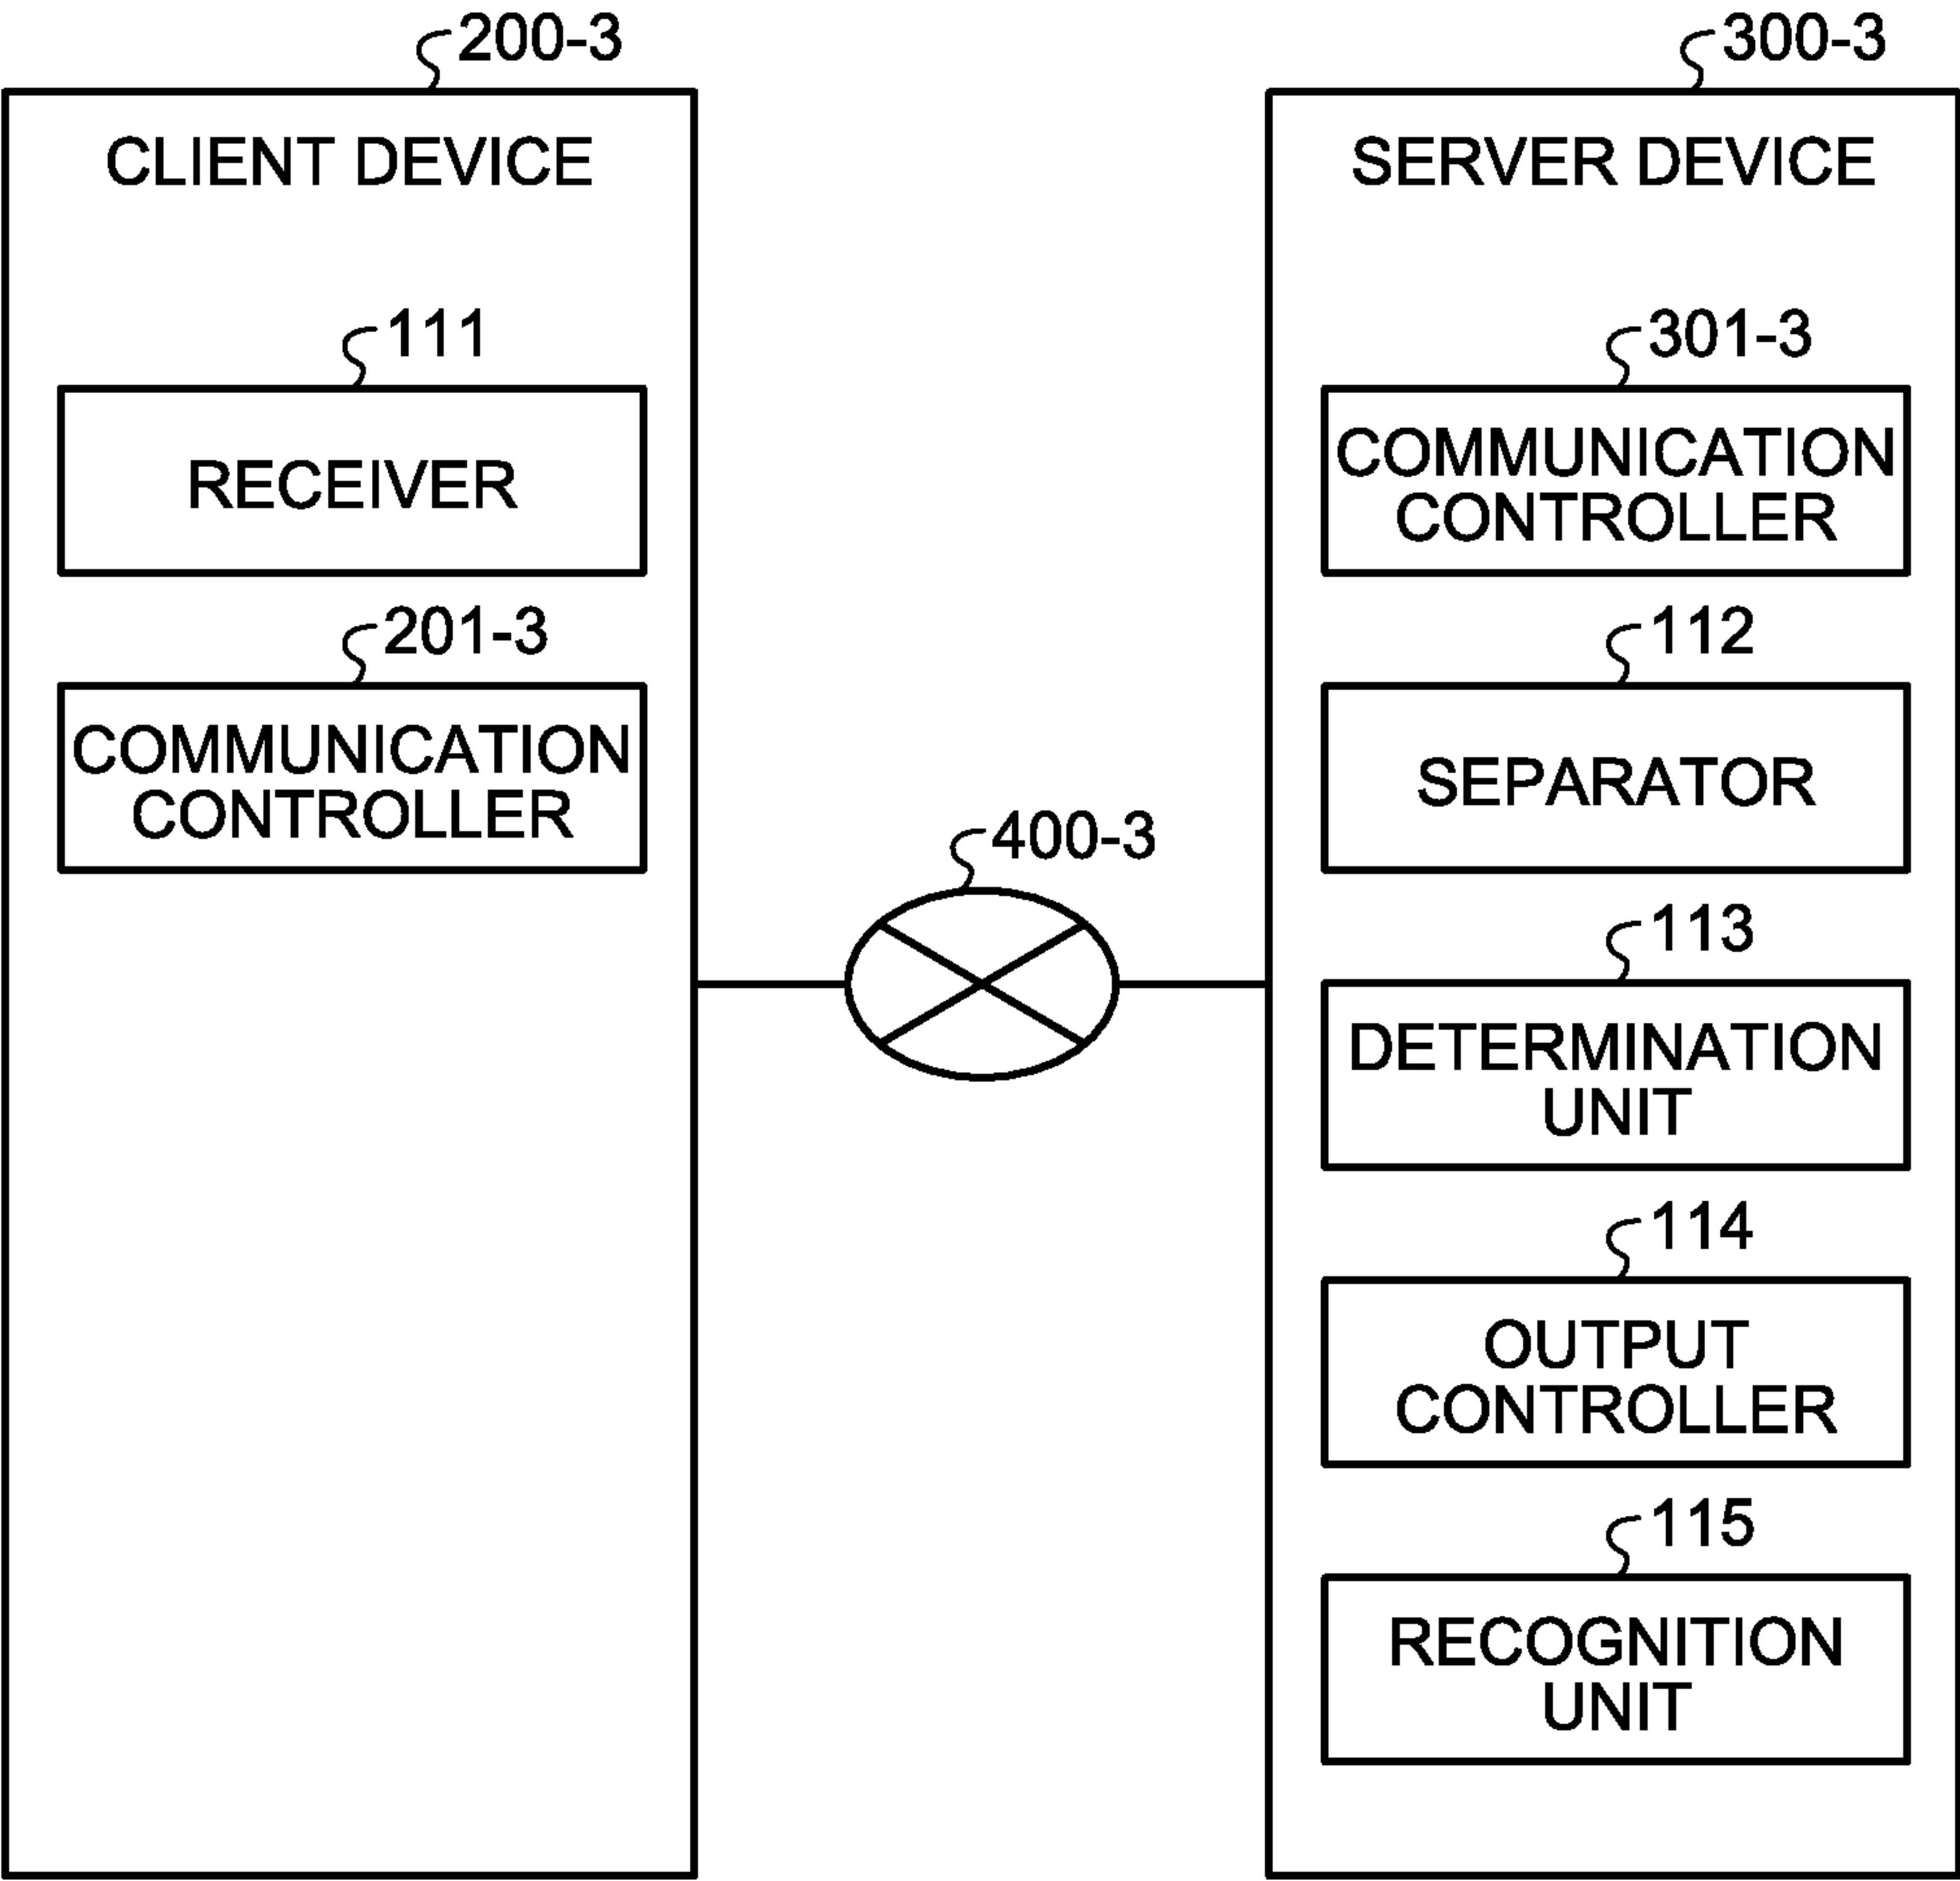 200-3
CLIENT DEVICE
111
RECEIVER
201-3
COMMUNICATION
CONTROLLER
400-3
300-3
SERVER DEVICE
301-3
COMMUNICATION
CONTROLLER
112
SEPARATOR
113
DETERMINATION
UNIT
114
OUTPUT
CONTROLLER
115
RECOGNITION
UNIT